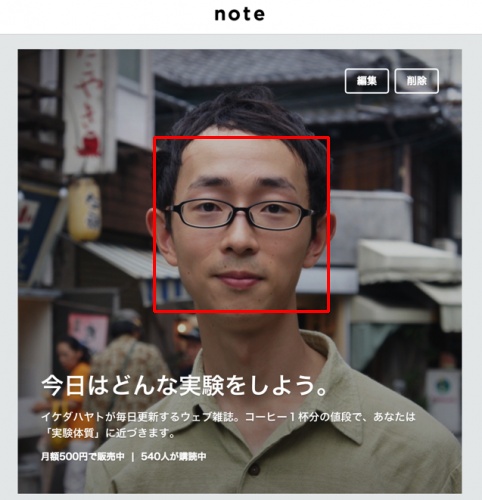 note
編集 削除
たこやき
今日はどんな実験をしよう。
イケダハヤトが毎日更新するウェブ雑誌。コーヒー1杯分の値段で、あなたは
「実験体質」に近づきます。
月額500円で販売中 | 540人が購読中